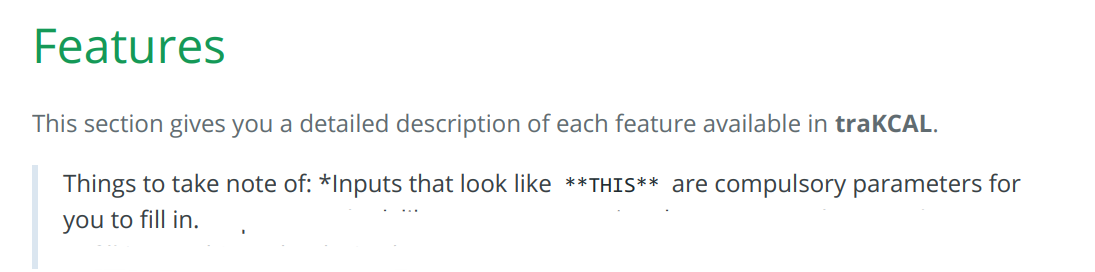 Features
This section gives you a detailed description of each feature available in traKCAL.
Things to take note of: *Inputs that look like **THIS** are compulsory parameters for
you to fill in.